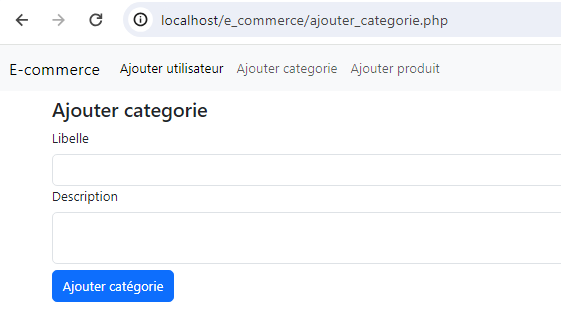 localhost/e_commerce/ajouter_categorie.php
E-commerce Ajouter utilisateur Ajouter categorie Ajouter produit
Ajouter categorie
Libelle
Description
Ajouter catégorie